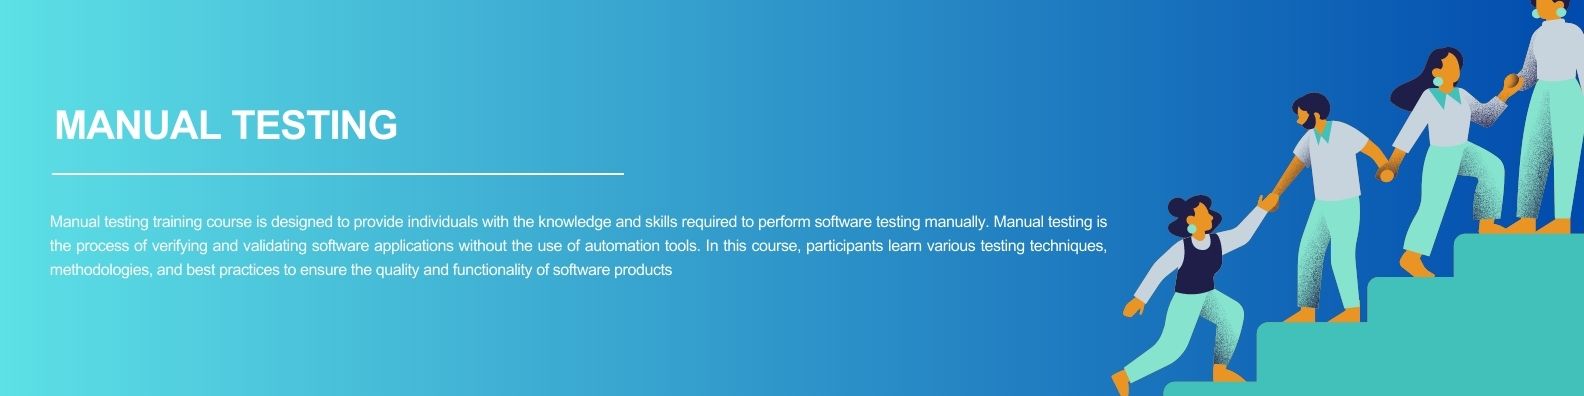 MANUAL TESTING
Manual testing training course is designed to provide individuals with the knowledge and skills required to perform software testing manually. Manual testing is
the process of verifying and validating software applications without the use of automation tools. In this course, participants learn various testing techniques,
methodologies, and best practices to ensure the quality and functionality of software products